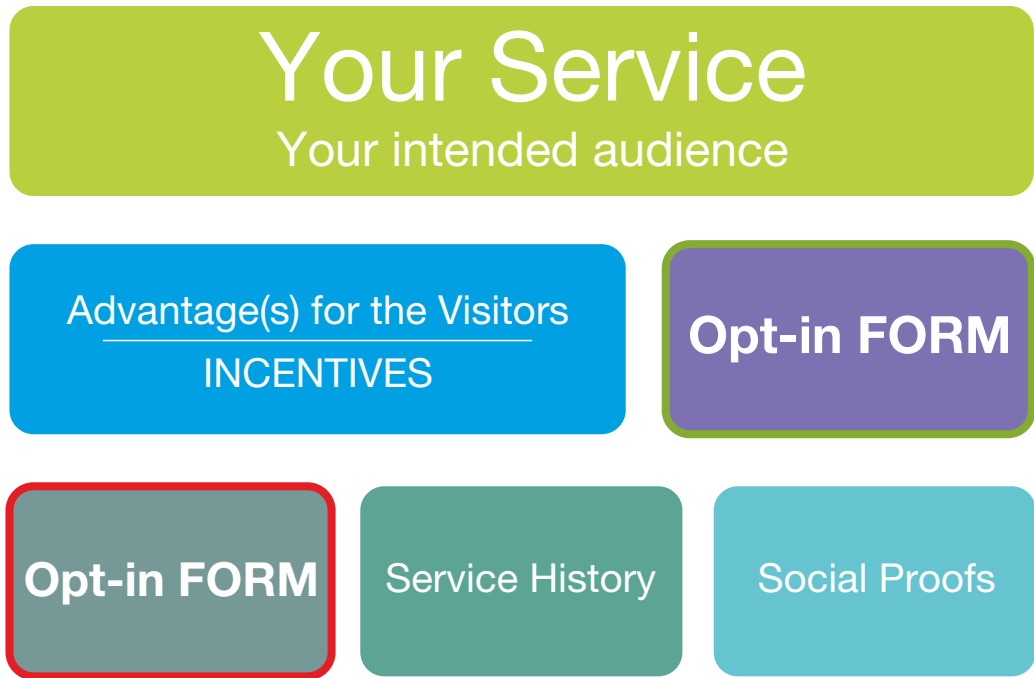 Your Service
Your intended audience
Advantage(s) for the Visitors
INCENTIVES
Opt-in FORM
Opt-in FORM
Service History
Social Proofs